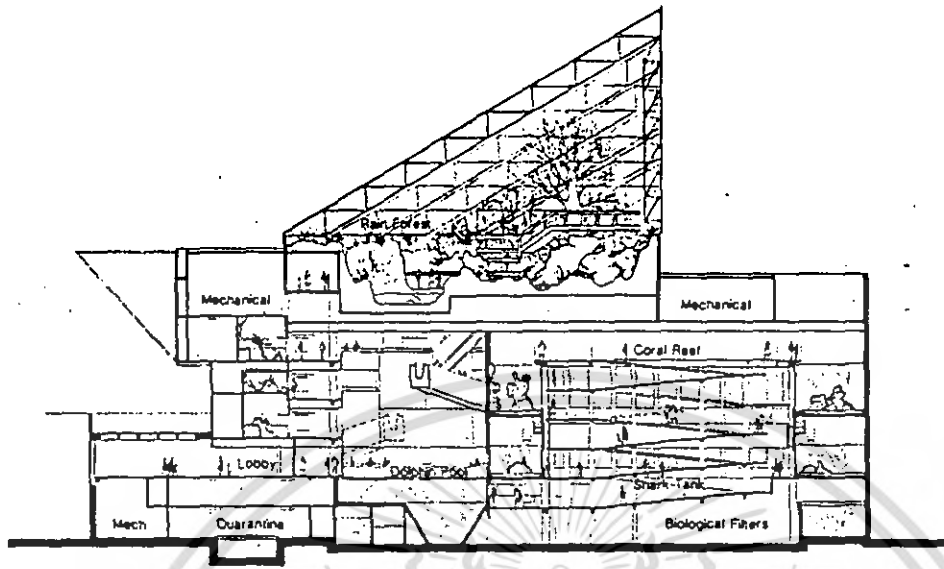 Rain Forest
Mechanical
Mechanical
Coral Reef
Lobby
Dolphin Pool
Shark Tank
Mech
Quarantine
Biological Filters